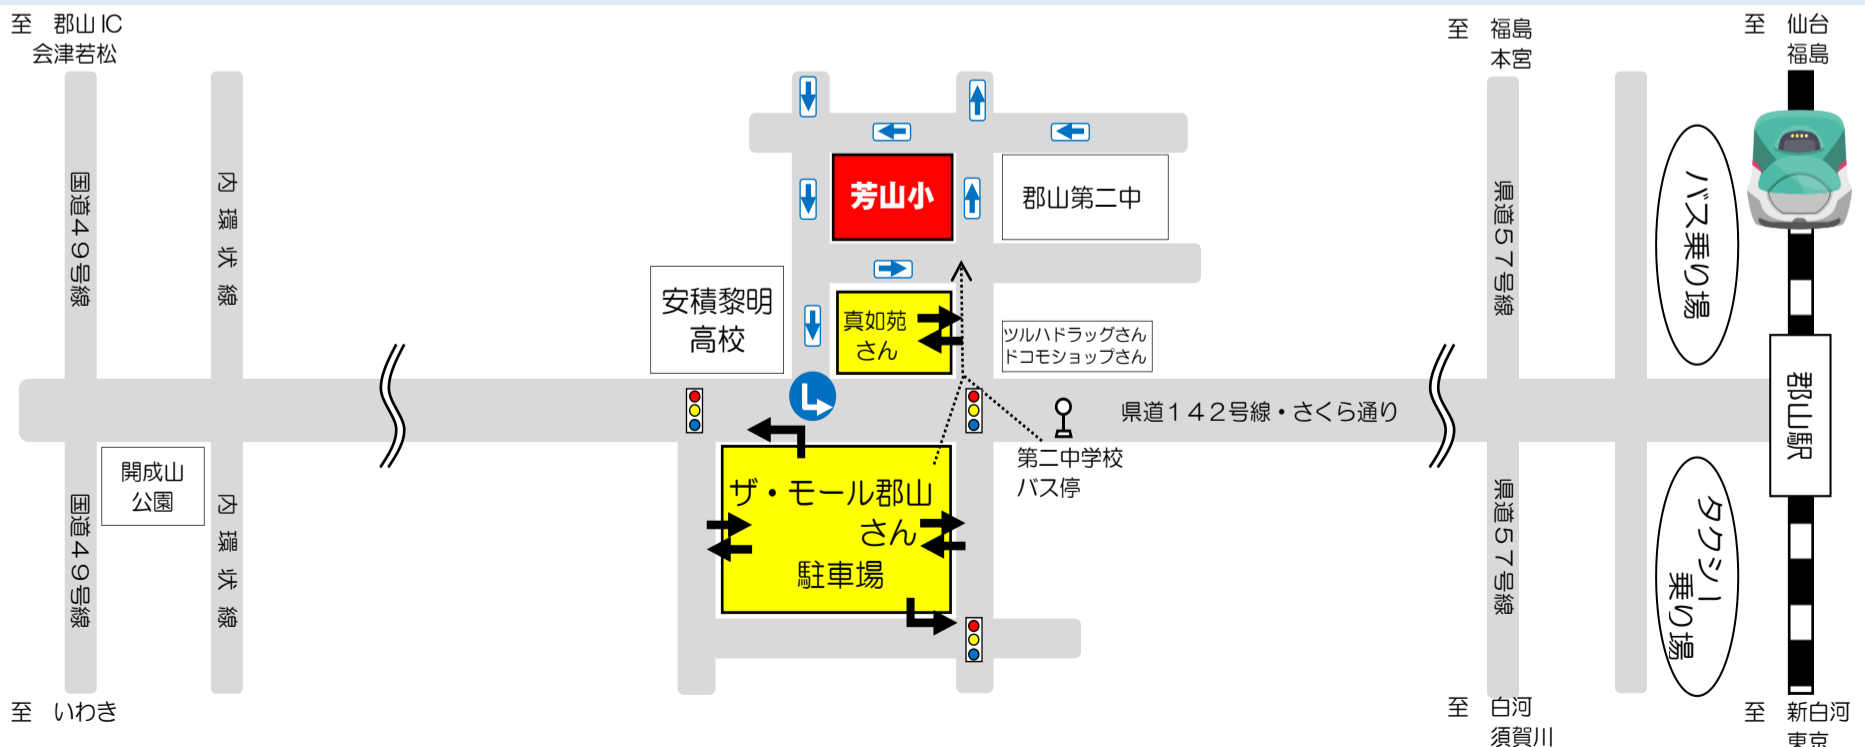 至　郡山IC
会津若松
至　福島
本宮
至　仙台
福島
国道４９号線
内環状線
芳山小
郡山第二中
県道５７号線
バス乗り場
安積黎明
高校
真如苑
さん
ツルハドラッグさん
ドコモショップさん
県道１４２号線・さくら通り
郡山駅
開成山
公園
第二中学校
バス停
国道４９号線
内環状線
ザ・モール郡山
さん
駐車場
県道５７号線
タクシー
乗り場
至　いわき
至　白河
須賀川
至　新白河
東京